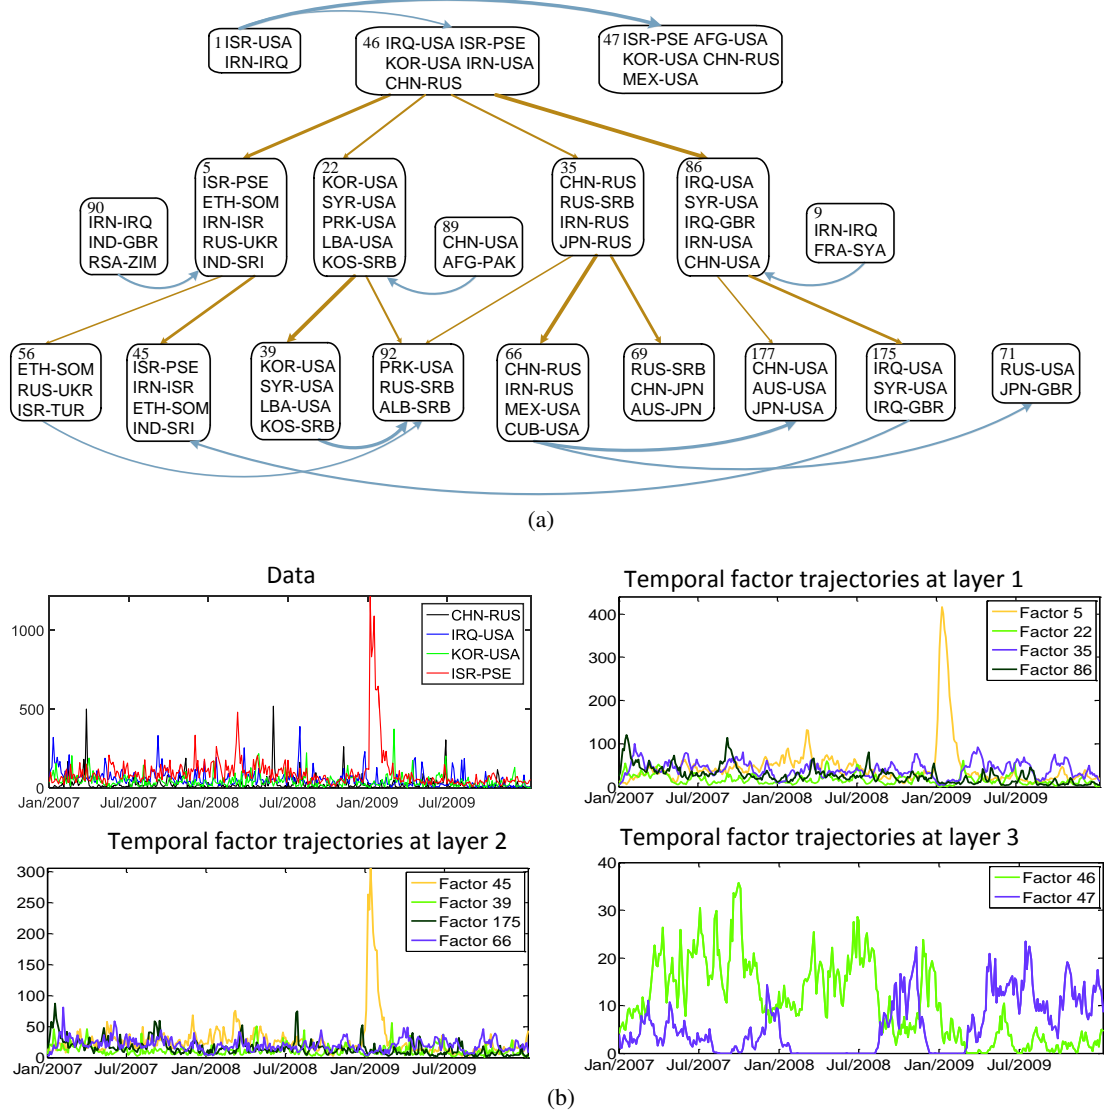 1 ISR-USA
IRN-IRQ
46 IRQ-USA ISR-PSE
KOR-USA IRN-USA
CHN-RUS
47 ISR-PSE AFG-USA
KOR-USA CHN-RUS
MEX-USA
90
IRN-IRQ
IND-GBR
RSA-ZIM
5
ISR-PSE
ETH-SOM
IRN-ISR
RUS-UKR
IND-SRI
22
KOR-USA
SYR-USA
PRK-USA
LBA-USA
KOS-SRB
89
CHN-USA
AFG-PAK
35
CHN-RUS
RUS-SRB
IRN-RUS
JPN-RUS
86
IRQ-USA
SYR-USA
IRQ-GBR
IRN-USA
CHN-USA
9
IRN-IRQ
FRA-SYA
56
ETH-SOM
RUS-UKR
ISR-TUR
45
ISR-PSE
IRN-ISR
ETH-SOM
IND-SRI
39
KOR-USA
SYR-USA
LBA-USA
KOS-SRB
92
PRK-USA
RUS-SRB
ALB-SRB
66
CHN-RUS
IRN-RUS
MEX-USA
CUB-USA
69
RUS-SRB
CHN-JPN
AUS-JPN
177
CHN-USA
AUS-USA
JPN-USA
175
IRQ-USA
SYR-USA
IRQ-GBR
71
RUS-USA
JPN-GBR
(a)
Data
1000
500
0
CHN-RUS
IRQ-USA
KOR-USA
ISR-PSE
Jan/2007 Jul/2007 Jan/2008 Jul/2008 Jan/2009 Jul/2009
Temporal factor trajectories at layer 1
400
300
200
100
0
Factor 5
Factor 22
Factor 35
Factor 86
Jan/2007 Jul/2007 Jan/2008 Jul/2008 Jan/2009 Jul/2009
Temporal factor trajectories at layer 2
300
250
200
150
100
50
0
Factor 45
Factor 39
Factor 175
Factor 66
Jan/2007 Jul/2007 Jan/2008 Jul/2008 Jan/2009 Jul/2009
Temporal factor trajectories at layer 3
40
30
20
10
0
Factor 46
Factor 47
Jan/2007 Jul/2007 Jan/2008 Jul/2008 Jan/2009 Jul/2009
(b)